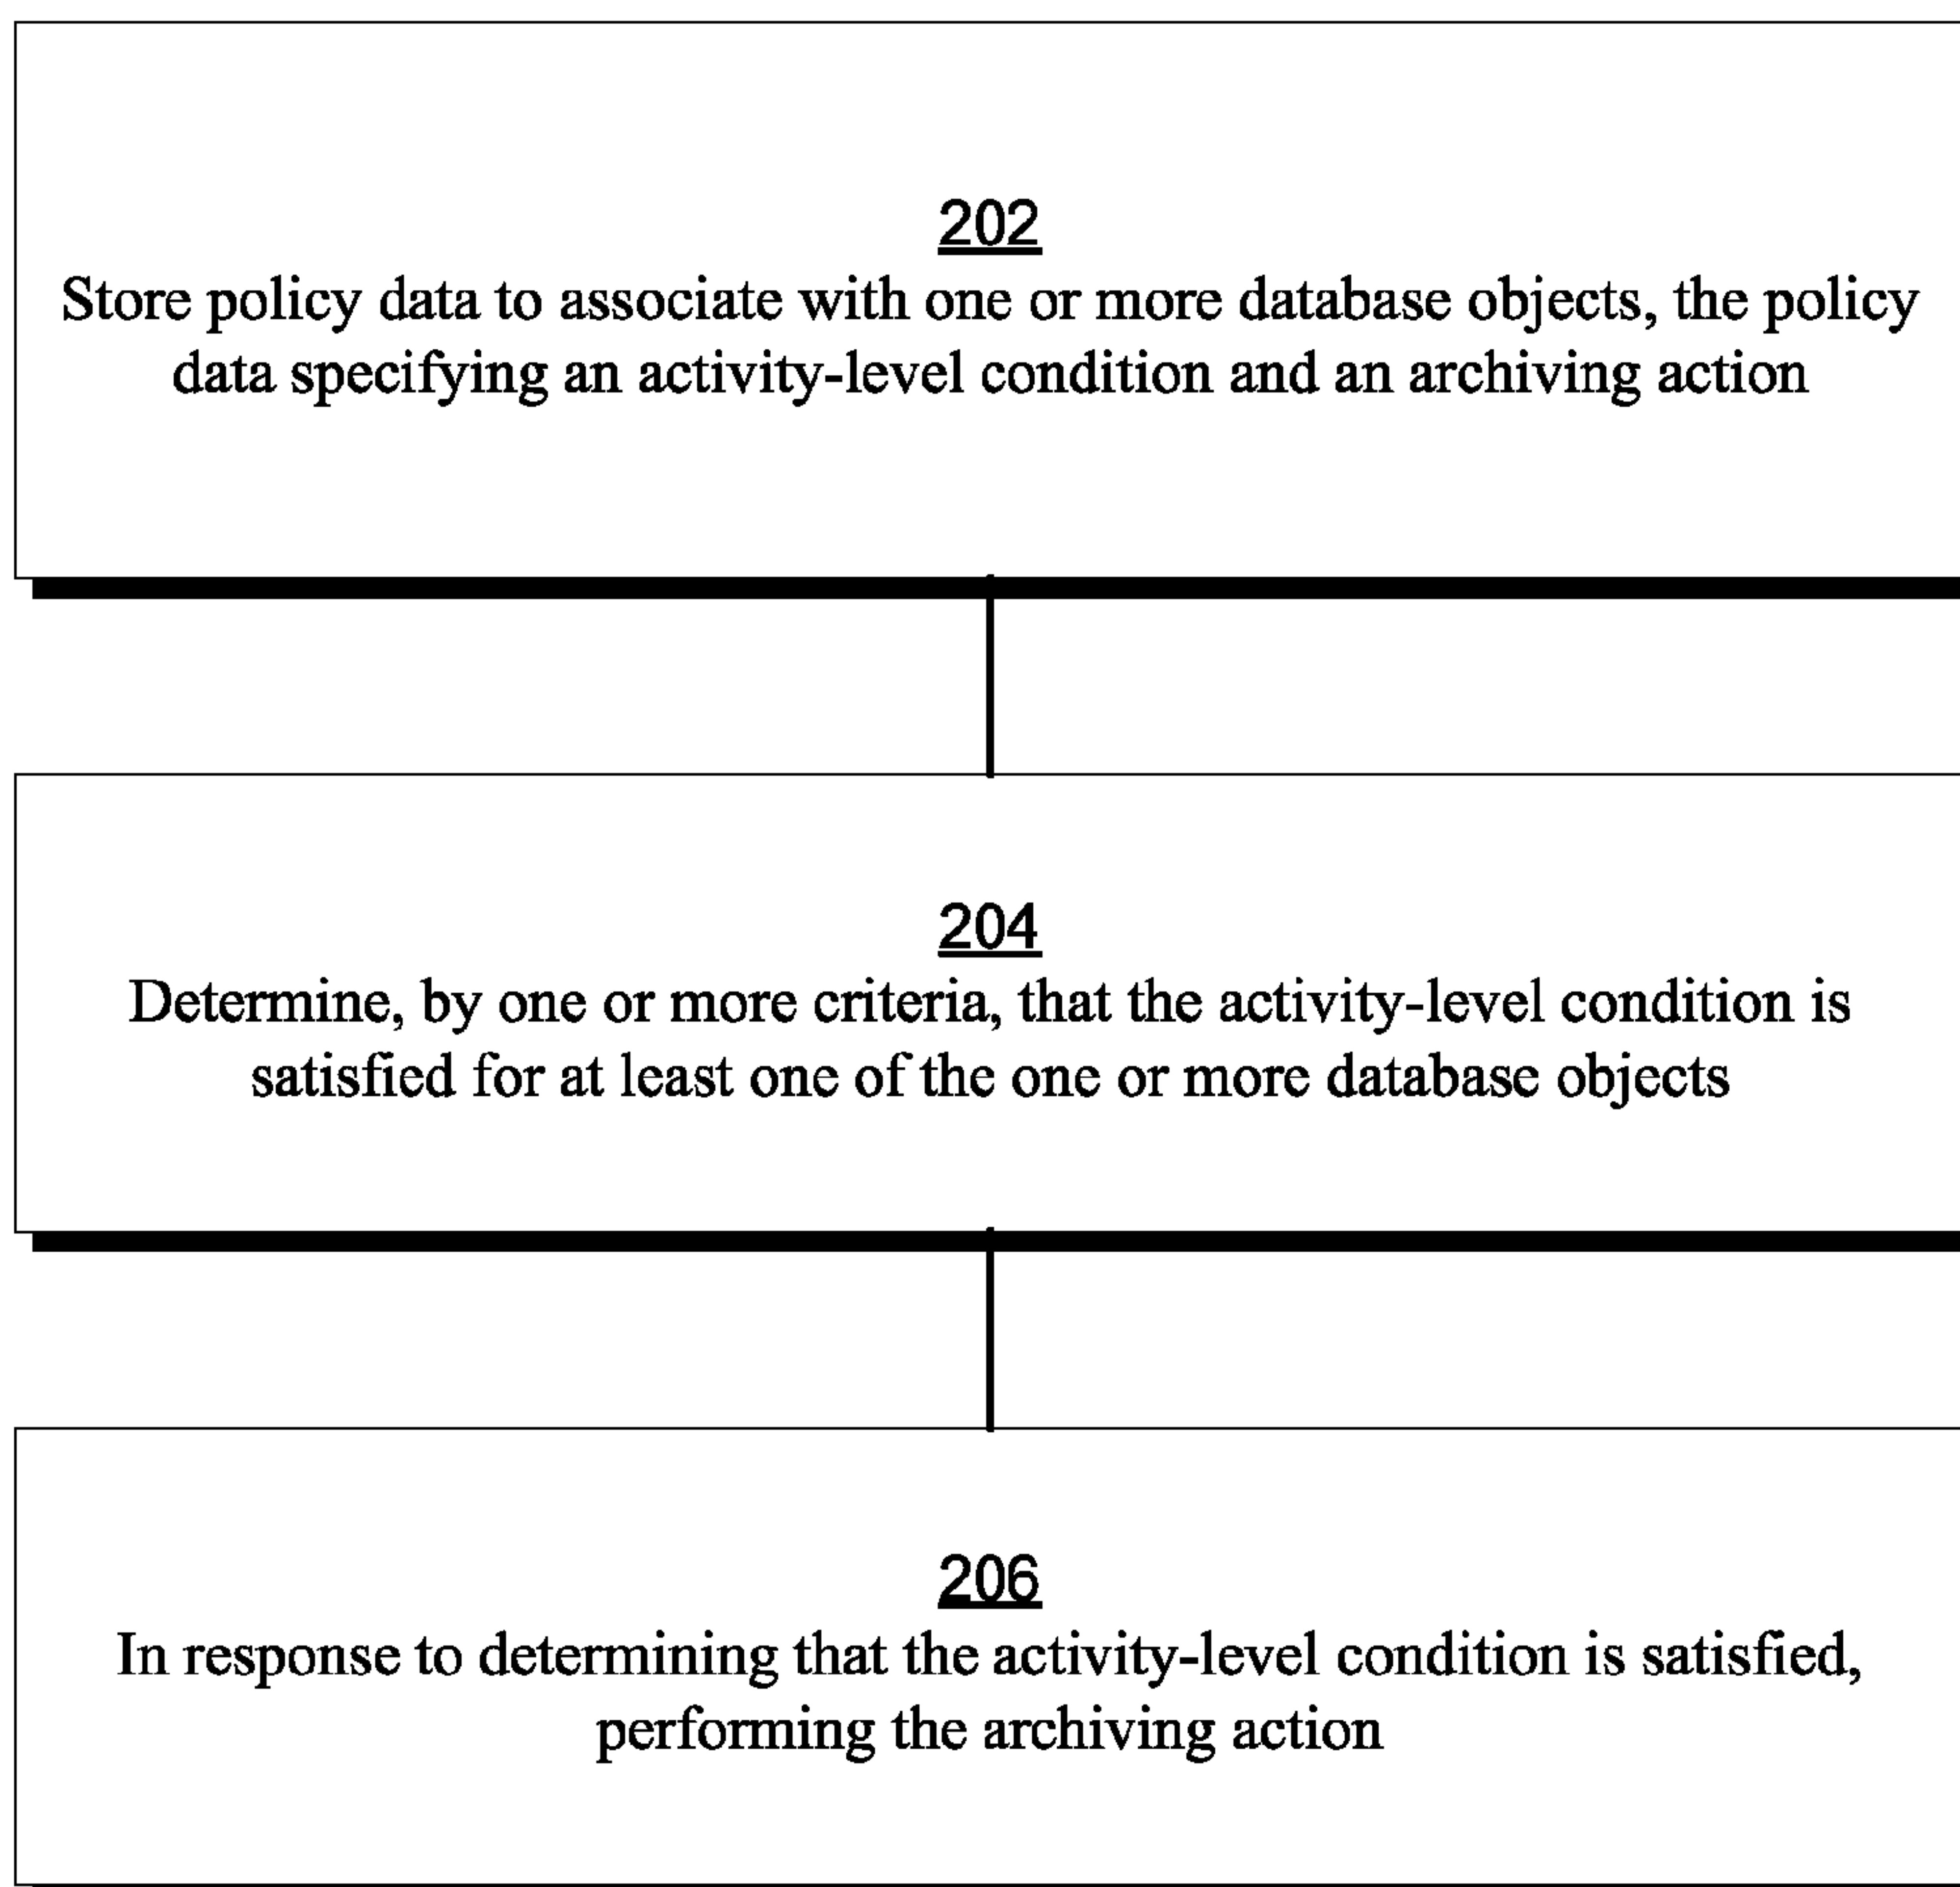 202
Store policy data to associate with one or more database objects, the policy
data specifying an activity-level condition and an archiving action
204
Determine, by one or more criteria, that the activity-level condition is
satisfied for at least one of the one or more database objects
206
In response to determining that the activity-level condition is satisfied,
performing the archiving action